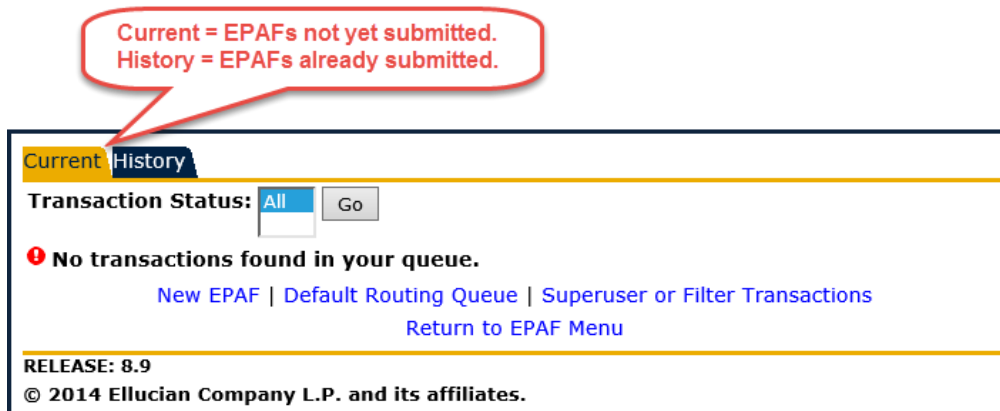 Current = EPAFs not yet submitted.
History = EPAFs already submitted.
Current History
Transaction Status: All Go
No transactions found in your queue.
New EPAF | Default Routing Queue | Superuser or Filter Transactions
Return to EPAF Menu
RELEASE: 8.9
© 2014 Ellucian Company L.P. and its affiliates.